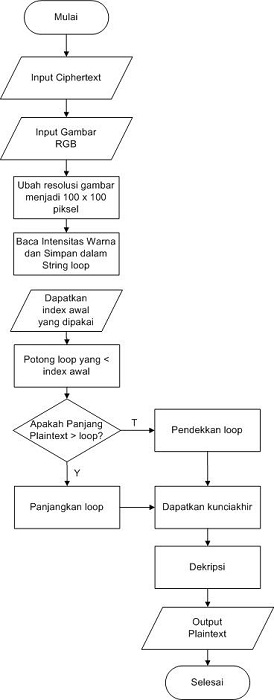 Mulai
Input Ciphertext
Input Gambar
RGB
Ubah resolusi gambar
menjadi 100 x 100
piksel
Baca Intensitas Warna
dan Simpan dalam
String loop
Dapatkan
index awal
yang dipakai
Potong loop yang <
index awal
Apakah Panjang
Plaintext > loop?
T
Pendekkan loop
Y
Panjangkan loop
Dapatkan kunciakhir
Dekripsi
Output
Plaintext
Selesai